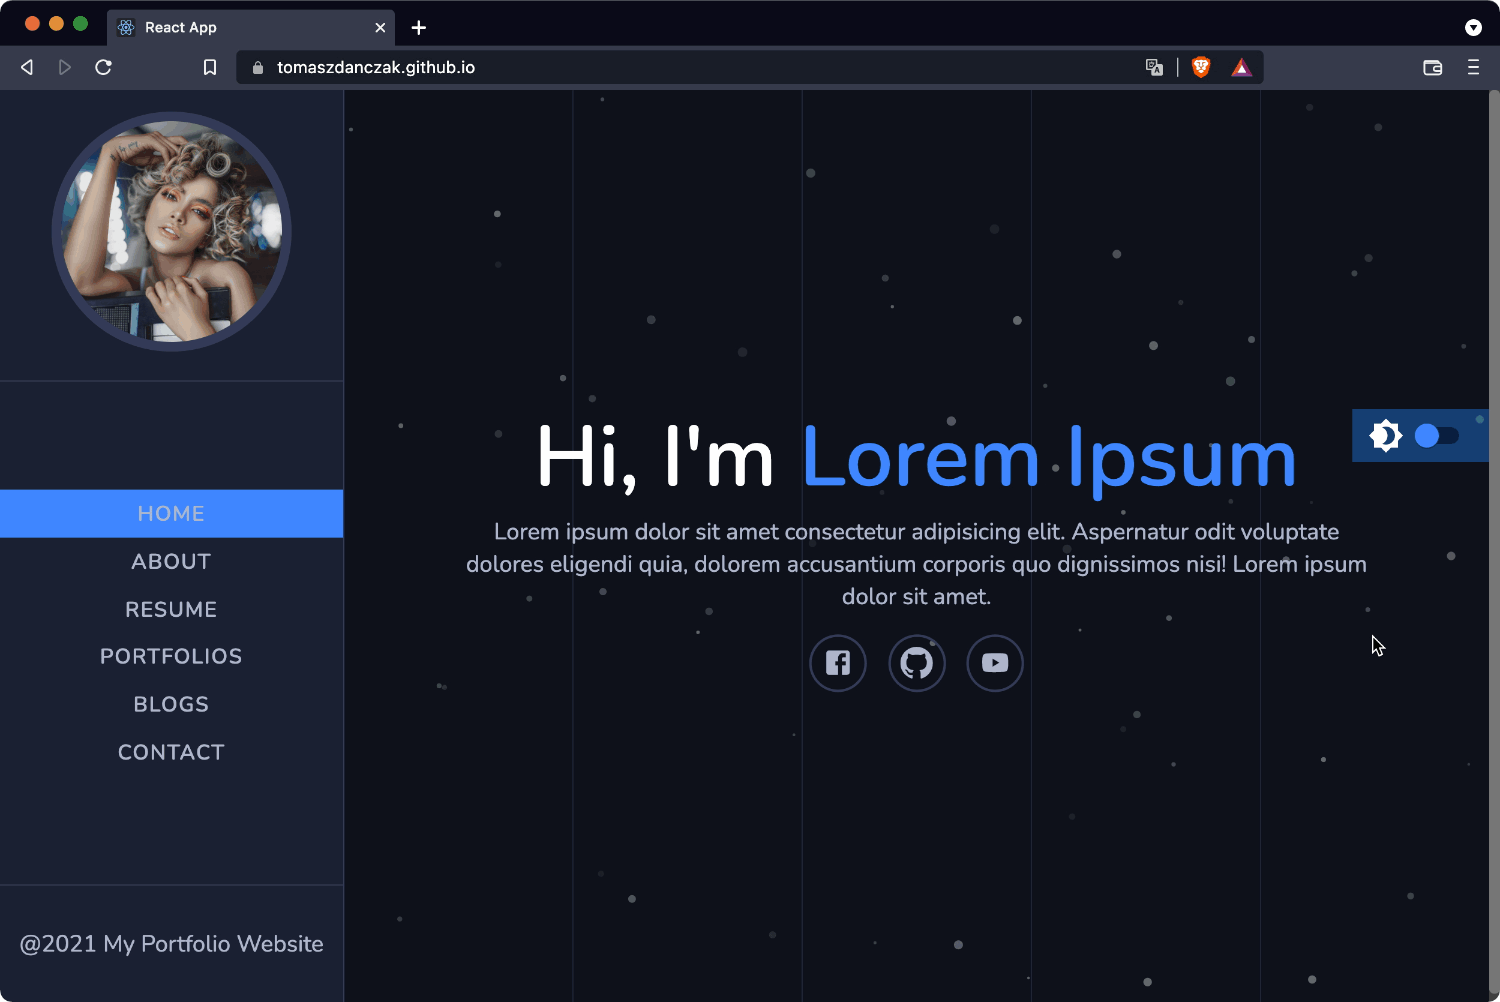 React App
tomaszdanczak.github.io
HOME
ABOUT
RESUME
PORTFOLIOS
BLOGS
CONTACT
@2021 My Portfolio Website
Hi, I'm Lorem Ipsum
Lorem ipsum dolor sit amet consectetur adipisicing elit. Aspernatur odit voluptate
dolores eligendi quia, dolorem accusantium corporis quo dignissimos nisi! Lorem ipsum
dolor sit amet.